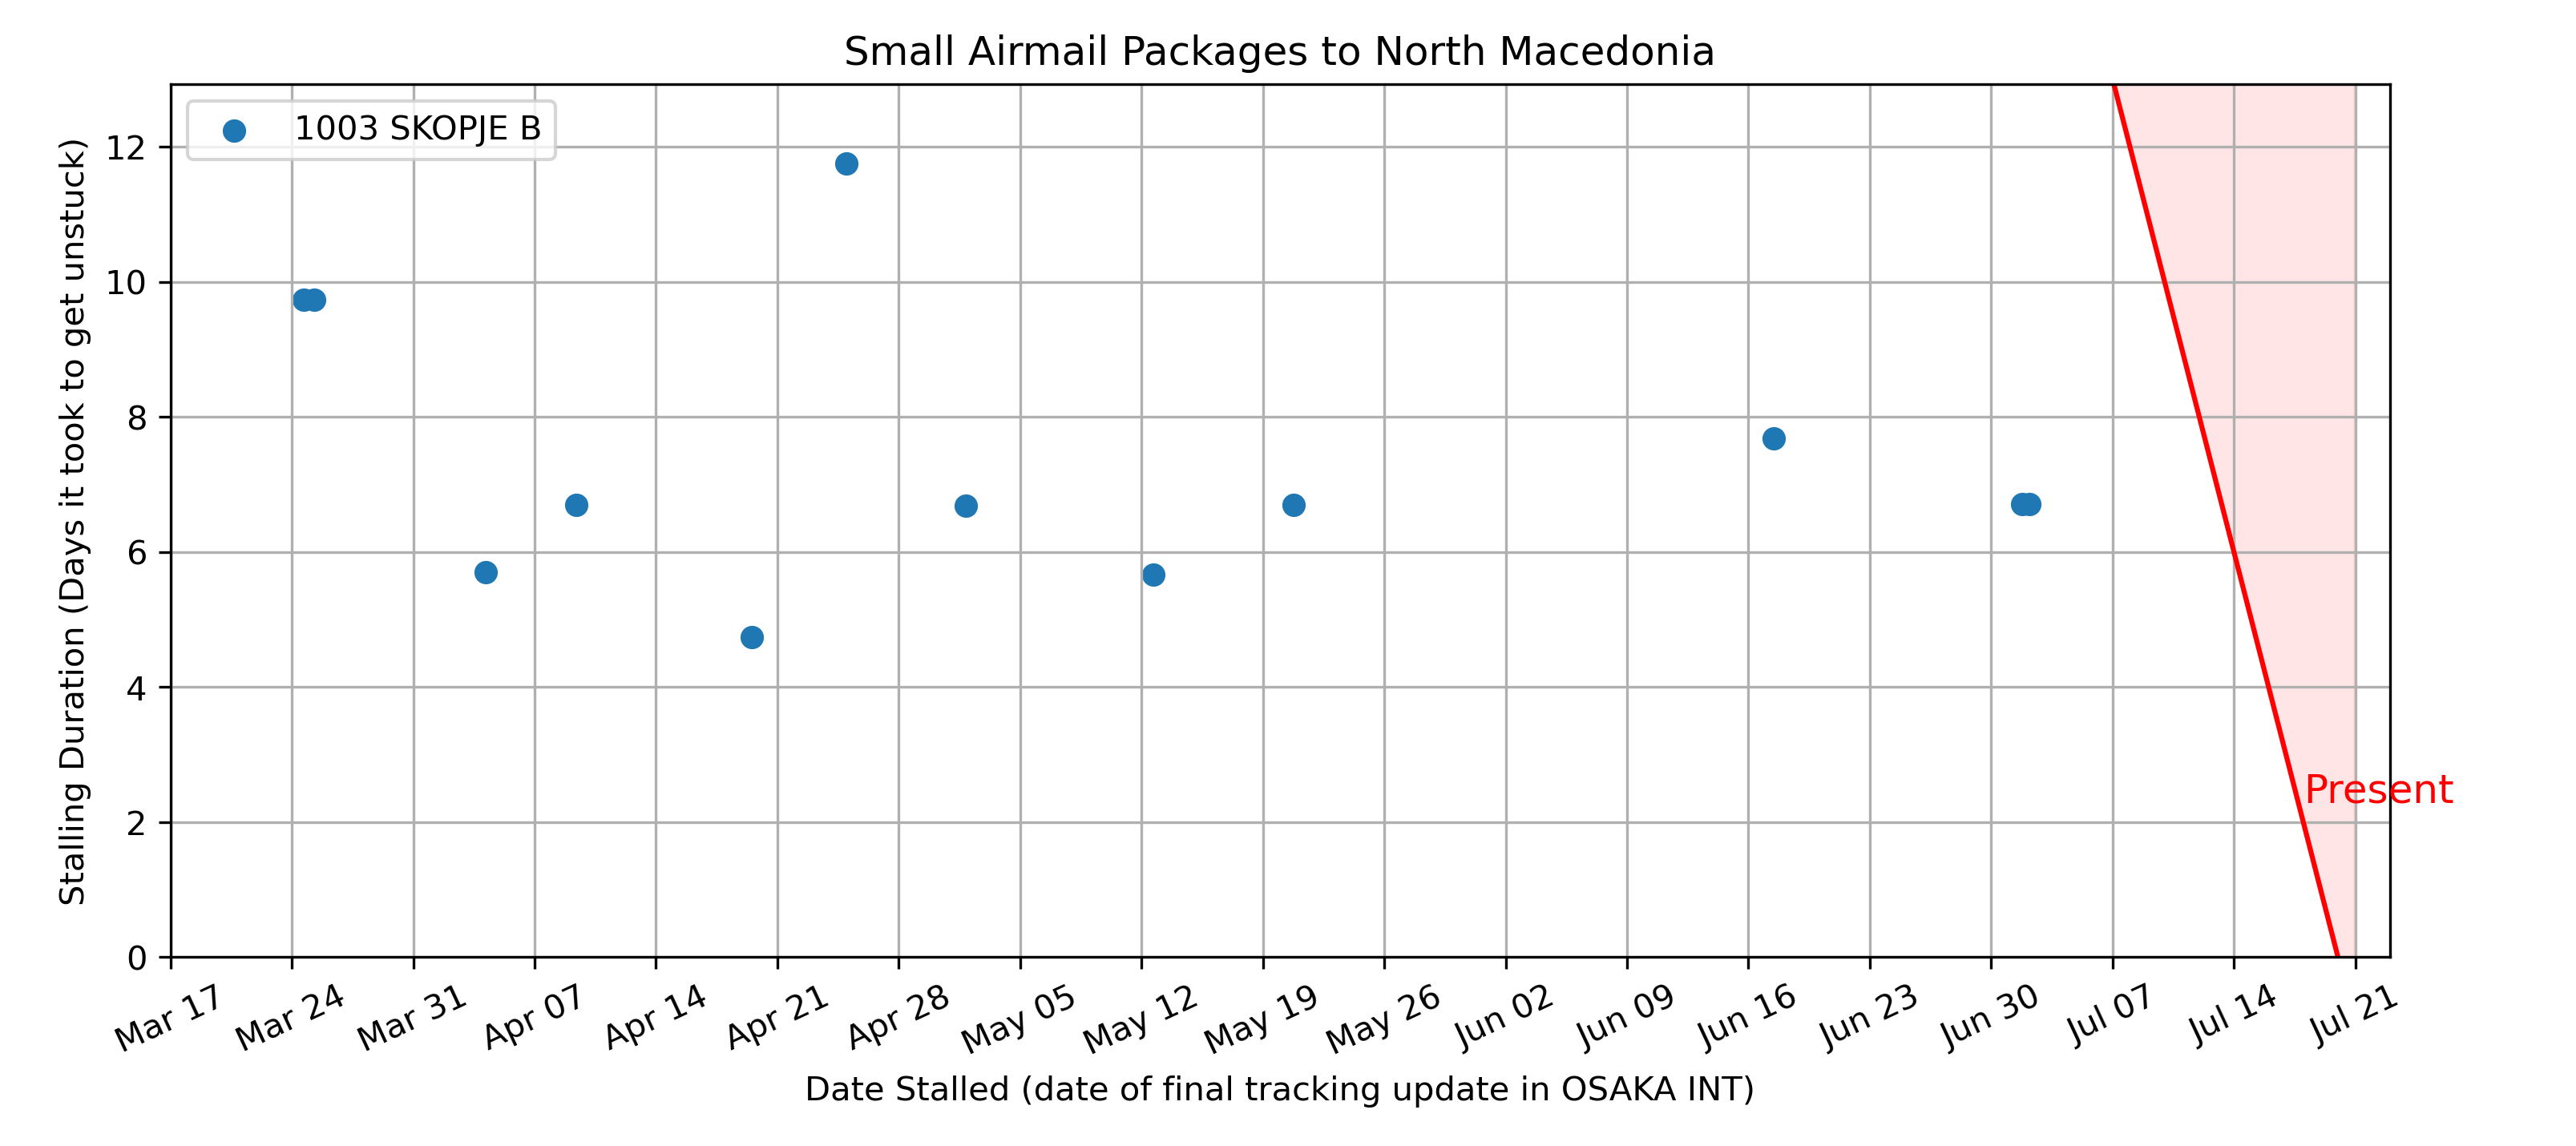 Small Airmail Packages to North Macedonia
1003 SKOPJE B
Stalling Duration (Days it took to get unstuck)
12
10
8
6
4
2
0
Present
Mar 17
Mar 24
Mar 31
Apr 07
Apr 14
Apr 21
Apr 28
May 05
May 12
May 19
May 26
Jun 02
Jun 09
Jun 16
Jun 23
Jun 30
Jul 07
Jul 14
Jul 21
Date Stalled (date of final tracking update in OSAKA INT)